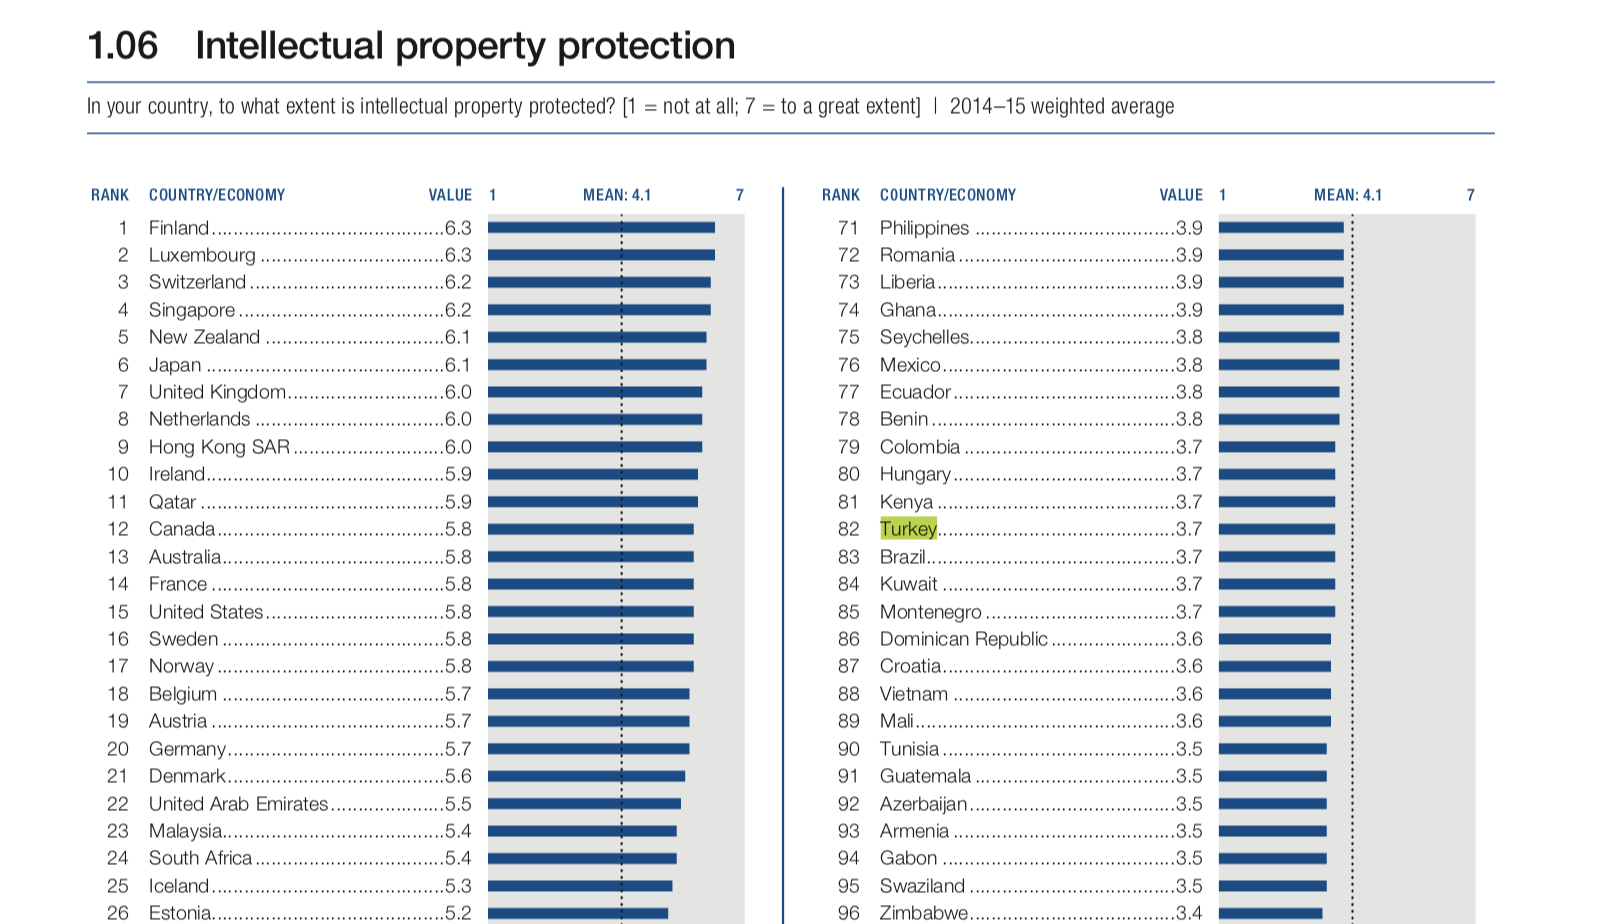 1.06 Intellectual property protection
In your country, to what extent is intellectual property protected? [1 = not at all; 7 = to a great extent] | 2014–15 weighted average
RANK COUNTRY/ECONOMY VALUE 1 MEAN: 4.1 7
1 Finland 6.3
2 Luxembourg 6.3
3 Switzerland 6.2
4 Singapore 6.2
5 New Zealand 6.1
6 Japan 6.1
7 United Kingdom 6.0
8 Netherlands 6.0
9 Hong Kong SAR 6.0
10 Ireland 5.9
11 Qatar 5.9
12 Canada 5.8
13 Australia 5.8
14 France 5.8
15 United States 5.8
16 Sweden 5.8
17 Norway 5.8
18 Belgium 5.7
19 Austria 5.7
20 Germany 5.7
21 Denmark 5.6
22 United Arab Emirates 5.5
23 Malaysia 5.4
24 South Africa 5.4
25 Iceland 5.3
26 Estonia 5.2
RANK COUNTRY/ECONOMY VALUE 1 MEAN: 4.1 7
71 Philippines 3.9
72 Romania 3.9
73 Liberia 3.9
74 Ghana 3.9
75 Seychelles 3.8
76 Mexico 3.8
77 Ecuador 3.8
78 Benin 3.8
79 Colombia 3.7
80 Hungary 3.7
81 Kenya 3.7
82 Turkey 3.7
83 Brazil 3.7
84 Kuwait 3.7
85 Montenegro 3.7
86 Dominican Republic 3.6
87 Croatia 3.6
88 Vietnam 3.6
89 Mali 3.6
90 Tunisia 3.5
91 Guatemala 3.5
92 Azerbaijan 3.5
93 Armenia 3.5
94 Gabon 3.5
95 Swaziland 3.5
96 Zimbabwe 3.4